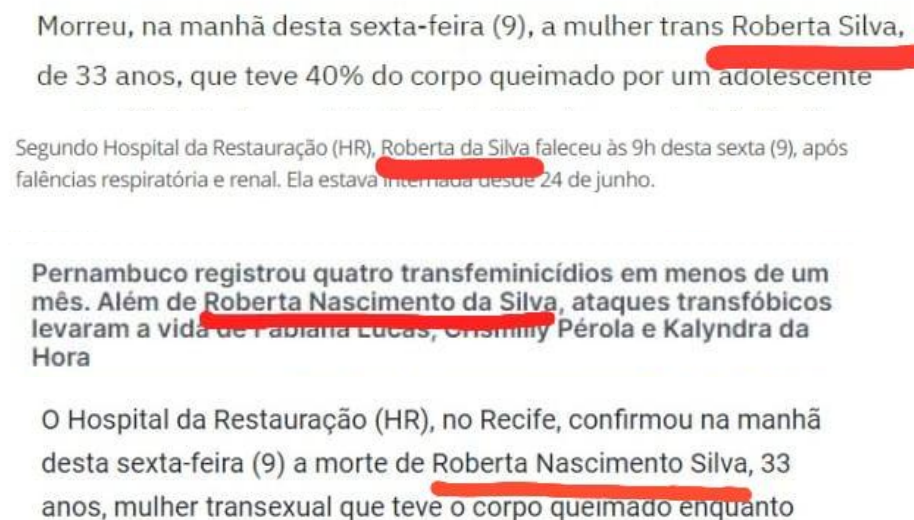 Morreu, na manhã desta sexta-feira (9), a mulher trans Roberta Silva,
de 33 anos, que teve 40% do corpo queimado por um adolescente
Segundo Hospital da Restauração (HR), Roberta da Silva faleceu às 9h desta sexta (9), após
falências respiratória e renal. Ela estava internada desde 24 de junho.
Pernambuco registrou quatro transfeminicídios em menos de um
mês. Além de Roberta Nascimento da Silva, ataques transfóbicos
levaram a vida de Fabiana Lucas, Crismilly Pérola e Kalyndra da
Hora
O Hospital da Restauração (HR), no Recife, confirmou na manhã
desta sexta-feira (9) a morte de Roberta Nascimento Silva, 33
anos, mulher transexual que teve o corpo queimado enquanto